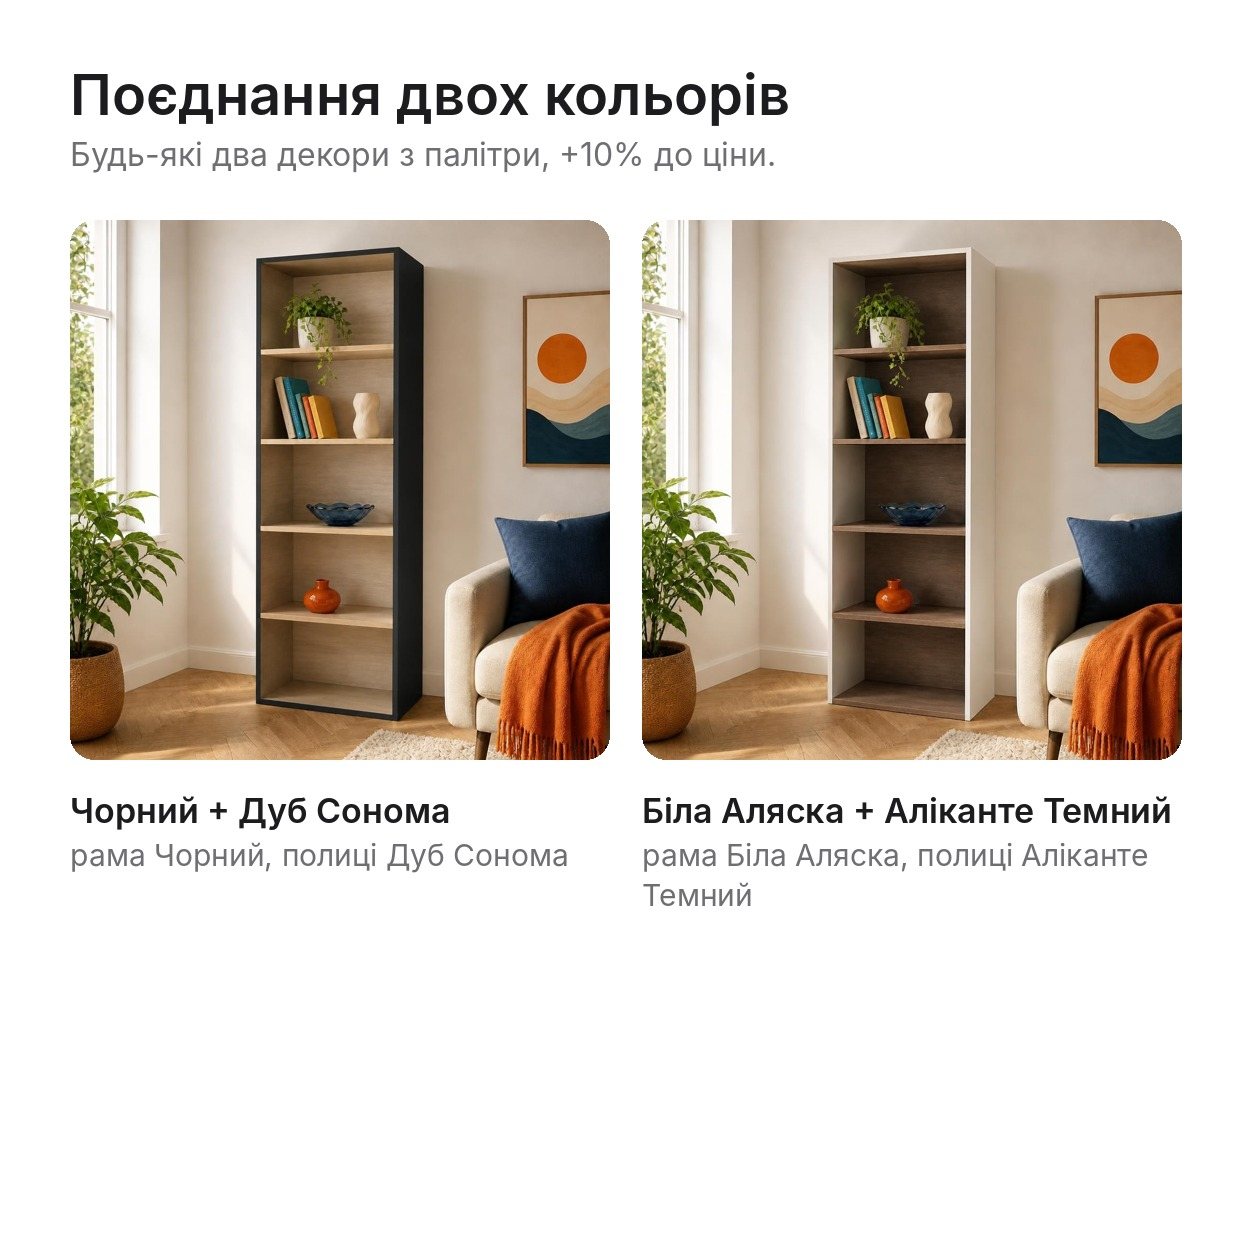 Поєднання двох кольорів
Будь-які два декори з палітри, +10% до ціни.
Чорний + Дуб Сонома
рама Чорний, полиці Дуб Сонома
Біла Аляска + Аліканте Темний
рама Біла Аляска, полиці Аліканте
Темний